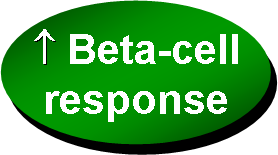 ↑ Beta-cell
response